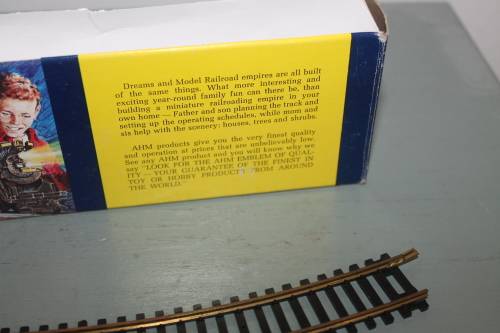 Dreams and Model Railroad empires are all built
of the same things. What more interesting and
exciting year-round family fun can there be, than
building a miniature railroading empire in your
own home — Father and son planning the track and
setting up the operating schedules, while mom and
sis help with the scenery: houses, trees and shrubs.
AHM products give you the very finest quality
and operation at prices that are unbelievably low.
See any AHM product and you will know why we
say "LOOK FOR THE AHM EMBLEM OF QUAL-
ITY — YOUR GUARANTEE OF THE FINEST IN
TOY OR HOBBY PRODUCTS FROM AROUND
THE WORLD."